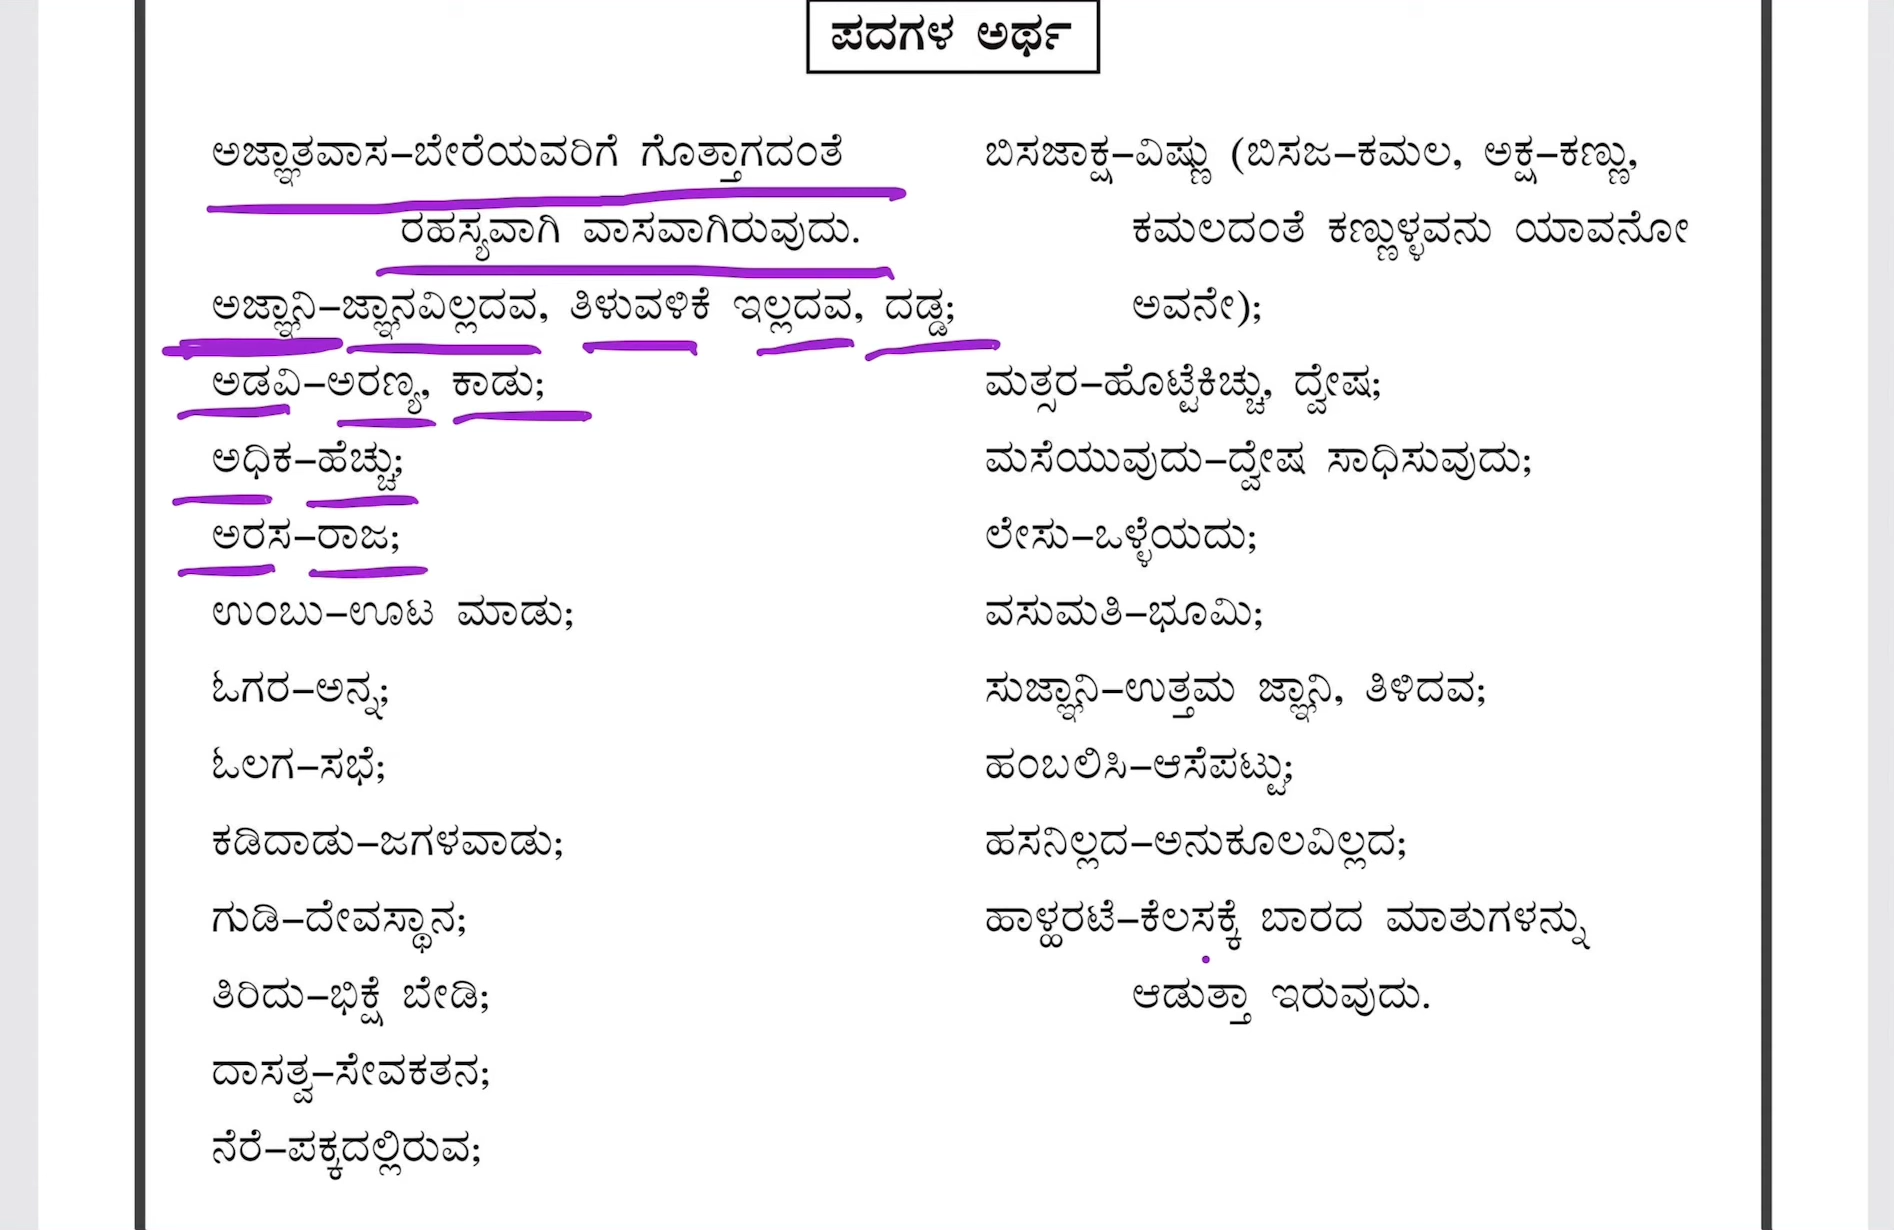 ಪದಗಳ ಅರ್ಥ
ಅಜ್ಞಾತವಾಸ–ಬೇರೆಯವರಿಗೆ ಗೊತ್ತಾಗದಂತೆ
ರಹಸ್ಯವಾಗಿ ವಾಸವಾಗಿರುವುದು.
ಅಜ್ಞಾನಿ–ಜ್ಞಾನವಿಲ್ಲದವ, ತಿಳುವಳಿಕೆ ಇಲ್ಲದವ, ದಡ್ಡ;
ಅಡವಿ–ಅರಣ್ಯ, ಕಾಡು;
ಅಧಿಕ–ಹೆಚ್ಚು;
ಅರಸ–ರಾಜ;
ಉಂಬು–ಊಟ ಮಾಡು;
ಓಗರ–ಅನ್ನ;
ಓಲಗ–ಸಭೆ;
ಕಡಿದಾಡು–ಜಗಳವಾಡು;
ಗುಡಿ–ದೇವಸ್ಥಾನ;
ತಿರಿದು–ಭಿಕ್ಷೆ ಬೇಡಿ;
ದಾಸತ್ವ–ಸೇವಕತನ;
ನೆರೆ–ಪಕ್ಕದಲ್ಲಿರುವ;
ಬಿಸಜಾಕ್ಷ–ವಿಷ್ಣು (ಬಿಸಜ–ಕಮಲ, ಅಕ್ಷ–ಕಣ್ಣು,
ಕಮಲದಂತೆ ಕಣ್ಣುಳ್ಳವನು ಯಾವನೋ
ಅವನೇ);
ಮತ್ಸರ–ಹೊಟ್ಟೆಕಿಚ್ಚು, ದ್ವೇಷ;
ಮಸೆಯುವುದು–ದ್ವೇಷ ಸಾಧಿಸುವುದು;
ಲೇಸು–ಒಳ್ಳೆಯದು;
ವಸುಮತಿ–ಭೂಮಿ;
ಸುಜ್ಞಾನಿ–ಉತ್ತಮ ಜ್ಞಾನಿ, ತಿಳಿದವ;
ಹಂಬಲಿಸಿ–ಆಸೆಪಟ್ಟು;
ಹಸನಿಲ್ಲದ–ಅನುಕೂಲವಿಲ್ಲದ;
ಹಾಳ್ಹರಟೆ–ಕೆಲಸಕ್ಕೆ ಬಾರದ ಮಾತುಗಳನ್ನು
ಆಡುತ್ತಾ ಇರುವುದು.